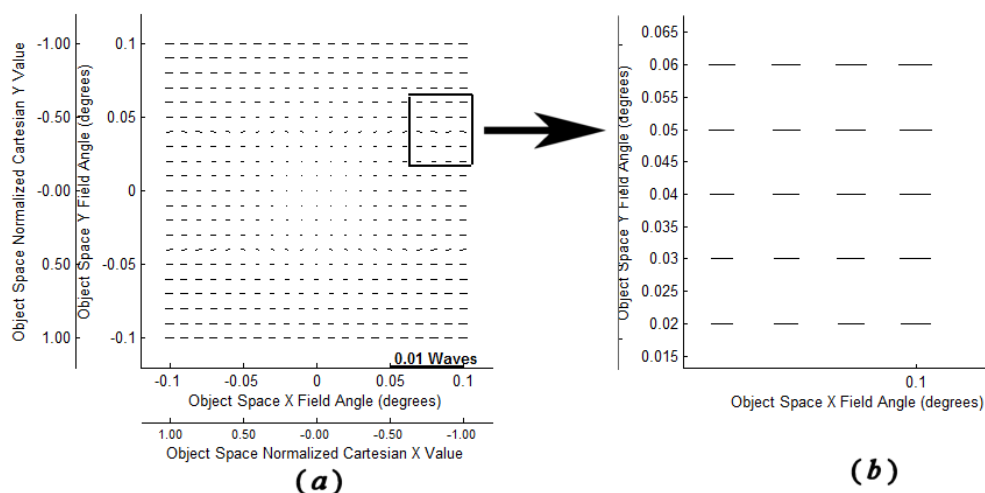 Object Space Normalized Cartesian Y Value
-1.00
-0.50
-0.00
0.50
1.00
Object Space Y Field Angle (degrees)
0.1
0.05
0
-0.05
-0.1
0.01 Waves
-0.1 -0.05 0 0.05 0.1
Object Space X Field Angle (degrees)
1.00 0.50 -0.00 -0.50 -1.00
Object Space Normalized Cartesian X Value
(a)
Object Space Y Field Angle (degrees)
0.065
0.06
0.055
0.05
0.045
0.04
0.035
0.03
0.025
0.02
0.015
0.1
Object Space X Field Angle (degrees)
(b)